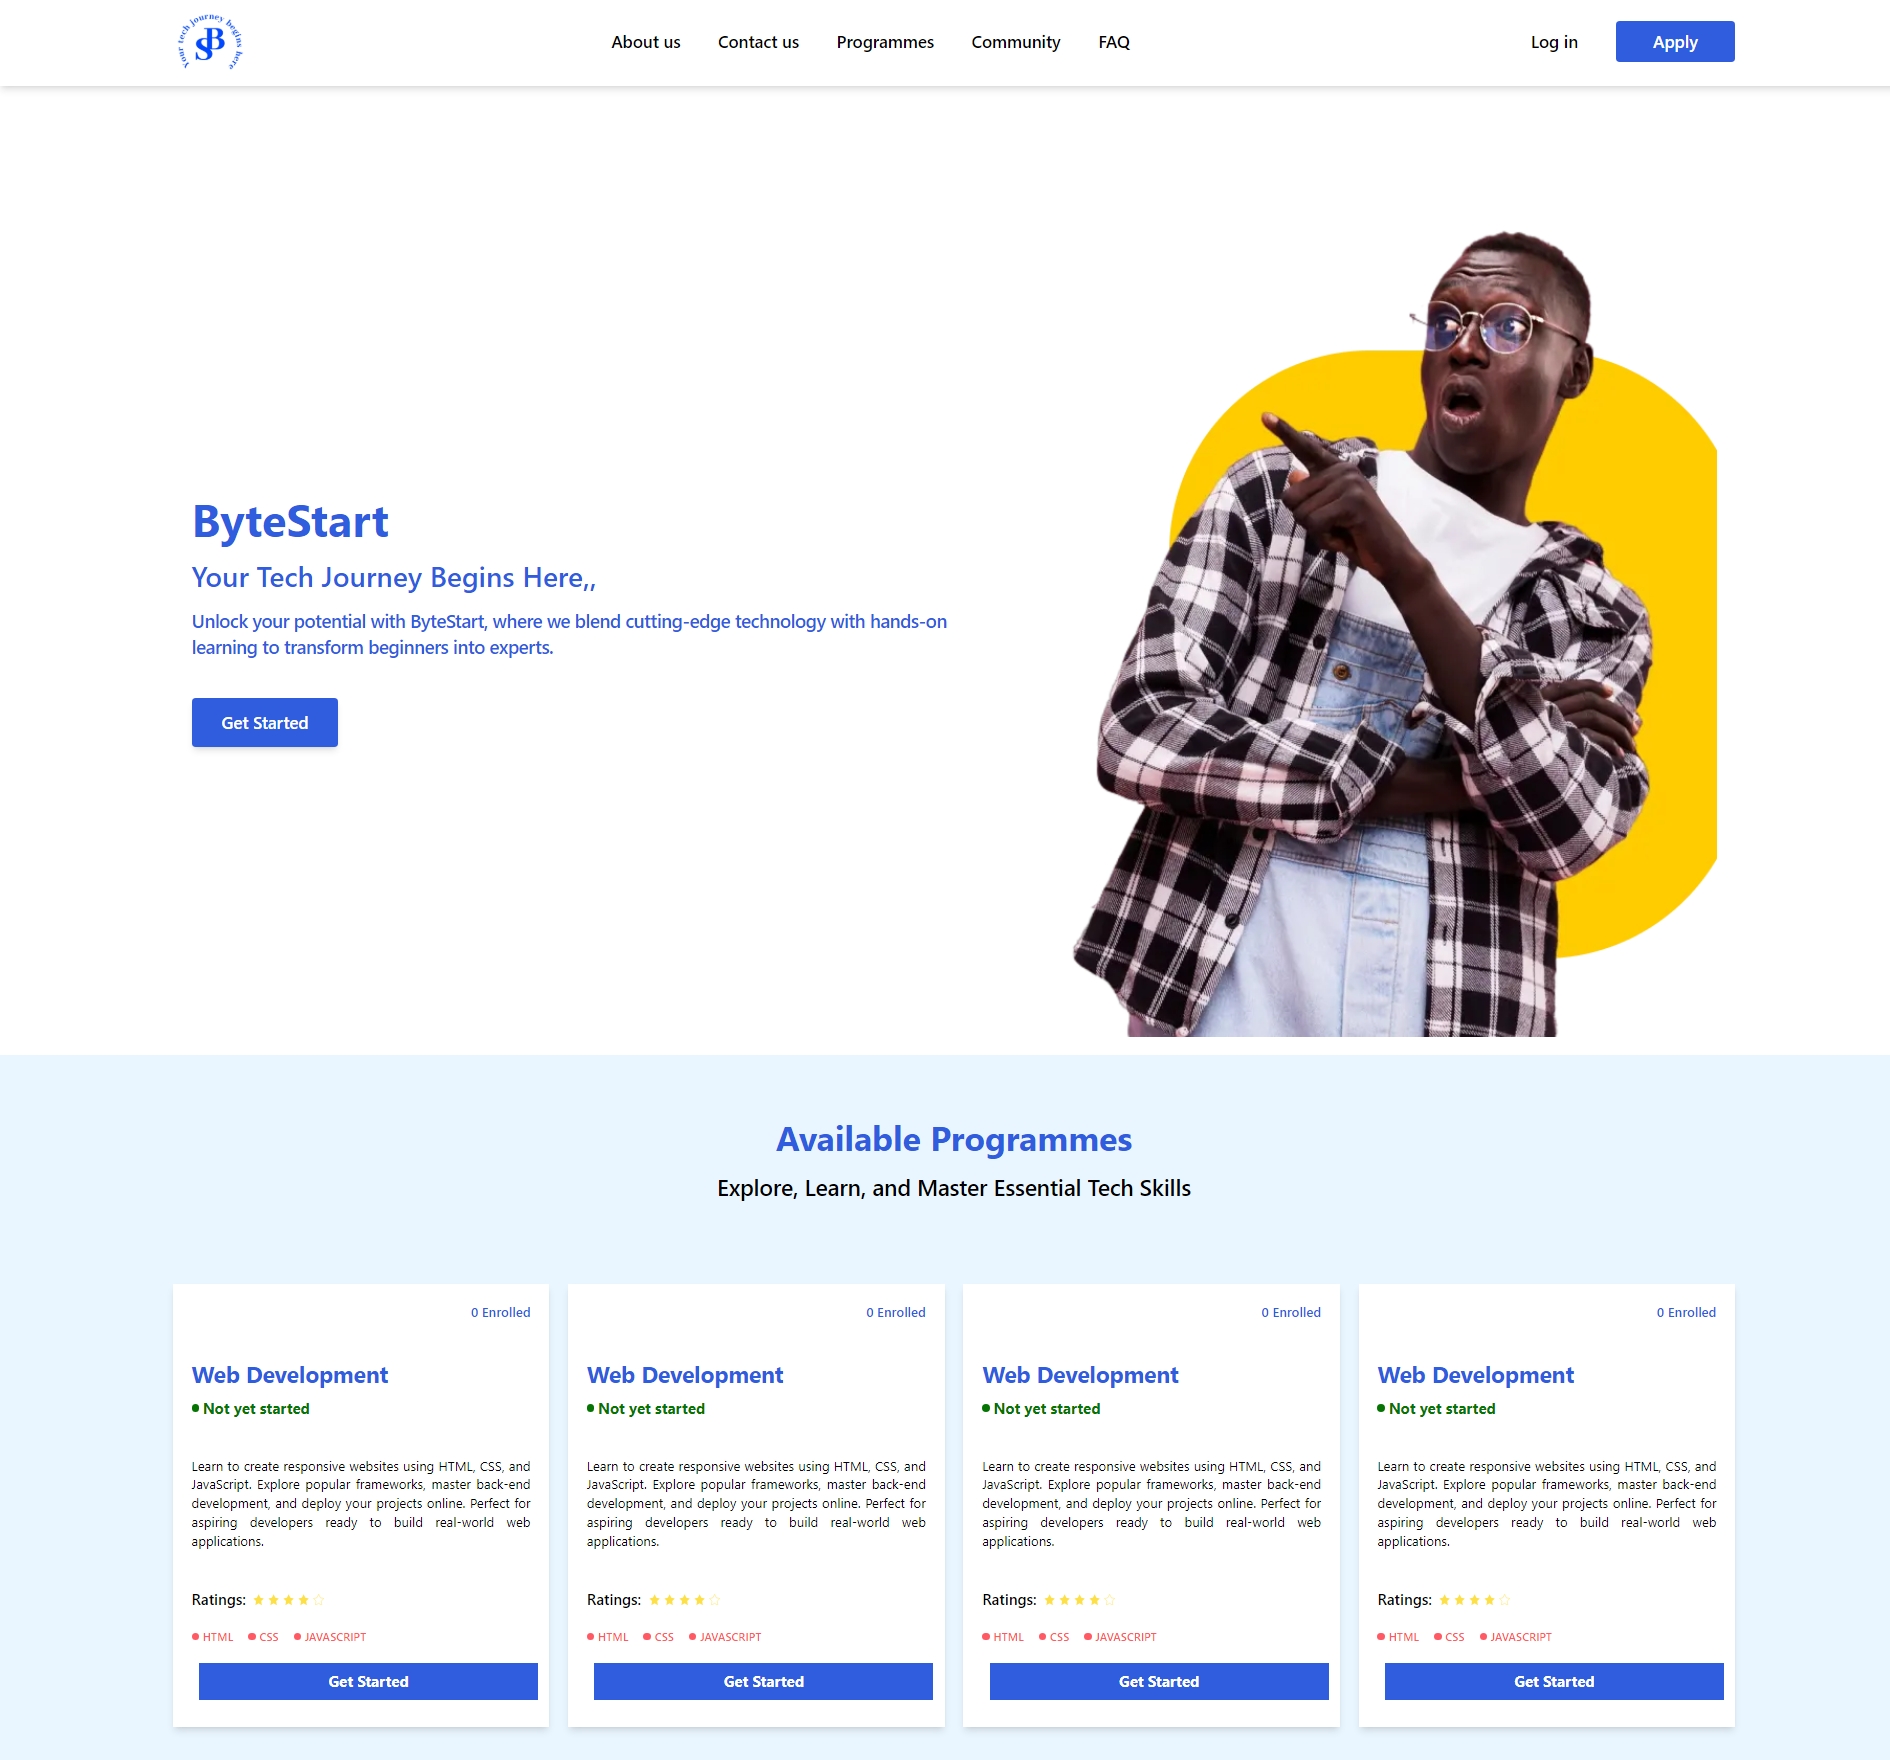 Your tech journey begins here
SB
About us
Contact us
Programmes
Community
FAQ
Log in
Apply
ByteStart
Your Tech Journey Begins Here,,
Unlock your potential with ByteStart, where we blend cutting-edge technology with hands-on
learning to transform beginners into experts.
Get Started
Available Programmes
Explore, Learn, and Master Essential Tech Skills
0 Enrolled
Web Development
Not yet started
Learn to create responsive websites using HTML, CSS, and
JavaScript. Explore popular frameworks, master back-end
development, and deploy your projects online. Perfect for
aspiring developers ready to build real-world web
applications.
Ratings:
HTML CSS JAVASCRIPT
Get Started
0 Enrolled
Web Development
Not yet started
Learn to create responsive websites using HTML, CSS, and
JavaScript. Explore popular frameworks, master back-end
development, and deploy your projects online. Perfect for
aspiring developers ready to build real-world web
applications.
Ratings:
HTML CSS JAVASCRIPT
Get Started
0 Enrolled
Web Development
Not yet started
Learn to create responsive websites using HTML, CSS, and
JavaScript. Explore popular frameworks, master back-end
development, and deploy your projects online. Perfect for
aspiring developers ready to build real-world web
applications.
Ratings:
HTML CSS JAVASCRIPT
Get Started
0 Enrolled
Web Development
Not yet started
Learn to create responsive websites using HTML, CSS, and
JavaScript. Explore popular frameworks, master back-end
development, and deploy your projects online. Perfect for
aspiring developers ready to build real-world web
applications.
Ratings:
HTML CSS JAVASCRIPT
Get Started